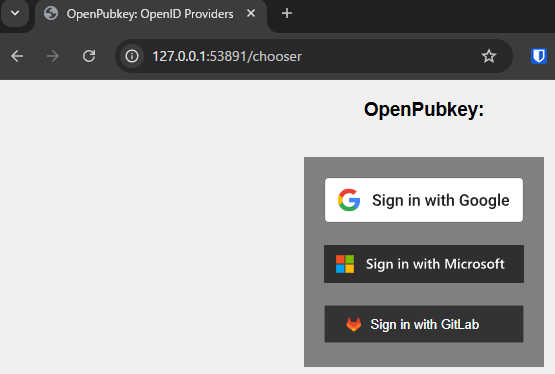 OpenPubkey: OpenID Providers
127.0.0.1:53891/chooser
OpenPubkey:
Sign in with Google
Sign in with Microsoft
Sign in with GitLab